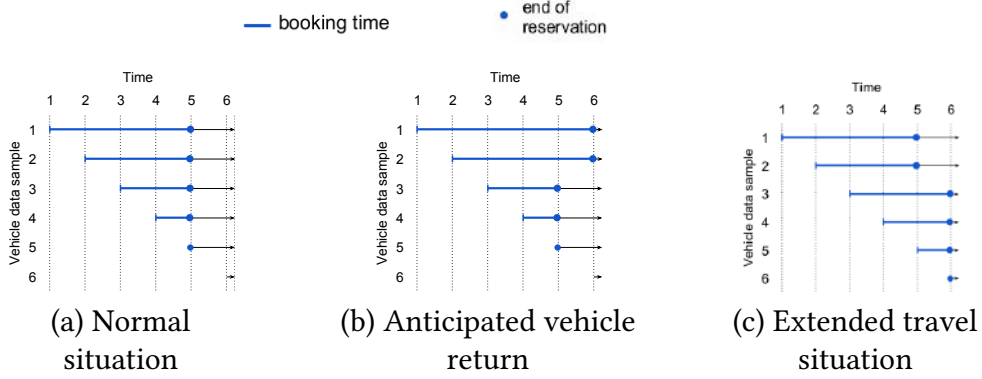 booking time
end of
reservation
Time
1 2 3 4 5 6
Vehicle data sample
1
2
3
4
5
6
(a) Normal
situation
Time
1 2 3 4 5 6
Vehicle data sample
1
2
3
4
5
6
(b) Anticipated vehicle
return
Time
1 2 3 4 5 6
Vehicle data sample
1
2
3
4
5
6
(c) Extended travel
situation